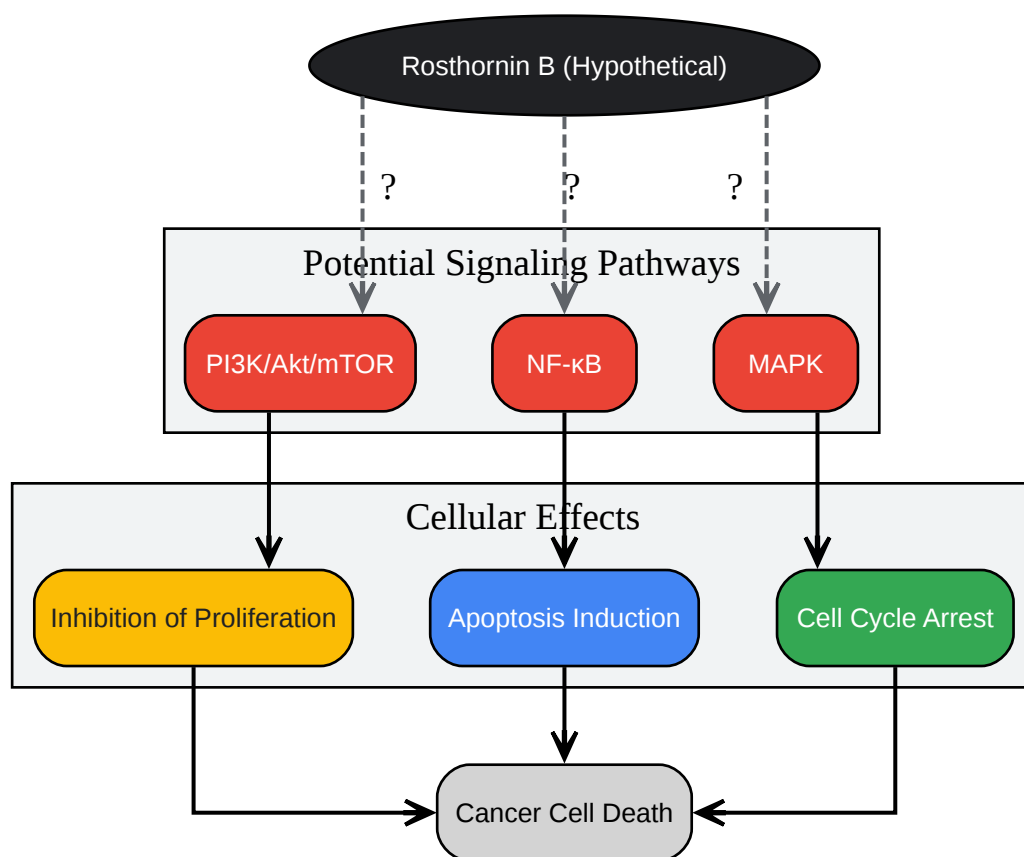 Rosthornin B (Hypothetical)
? ? ?
Potential Signaling Pathways
PI3K/Akt/mTOR NF-κB MAPK
Cellular Effects
Inhibition of Proliferation Apoptosis Induction Cell Cycle Arrest
Cancer Cell Death